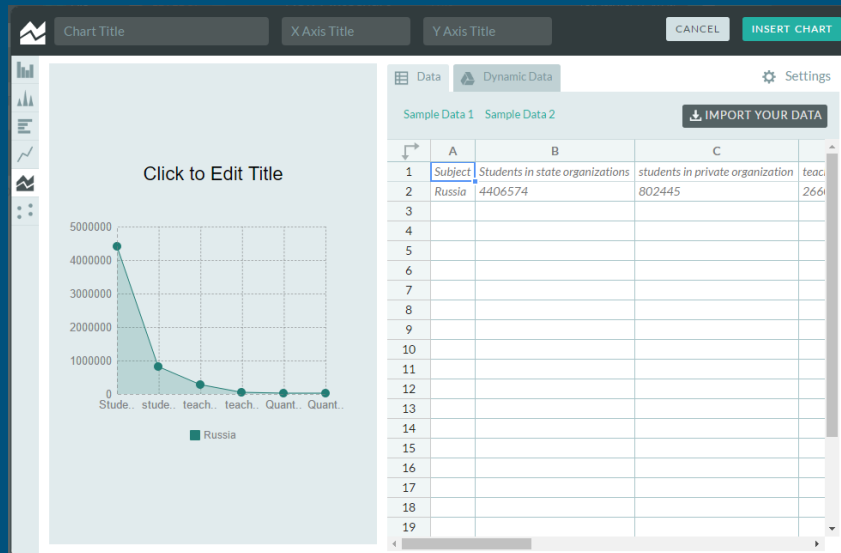 Chart Title X Axis Title Y Axis Title CANCEL INSERT CHART
Data Dynamic Data Settings
Sample Data 1 Sample Data 2 IMPORT YOUR DATA
A B C
1 Subject Students in state organizations students in private organization
2 Russia 4406574 802445
3
4
5
6
7
8
9
10
11
12
13
14
15
16
17
18
19
Click to Edit Title
5000000
4000000
3000000
2000000
1000000
0
Stude.. stude.. teach.. teach.. Quant.. Quant..
Russia